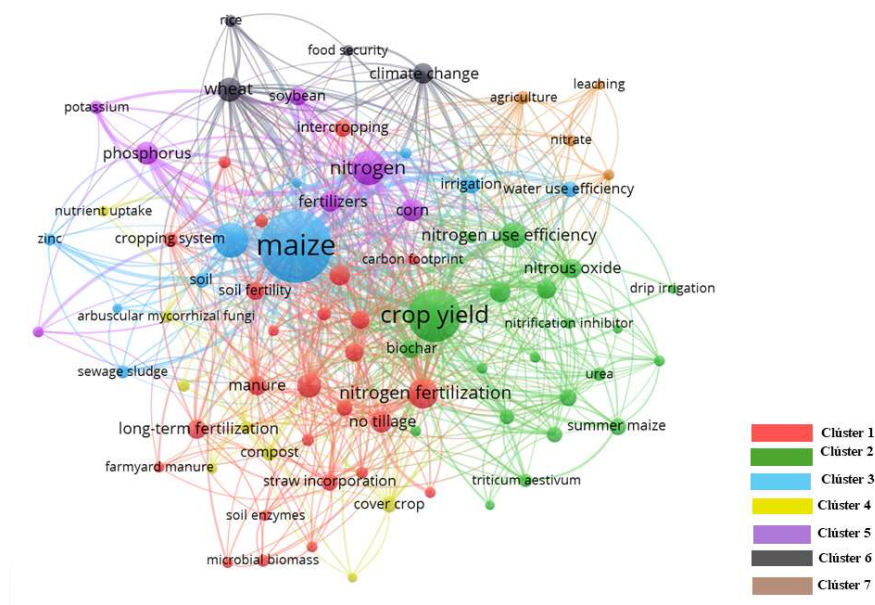 rice
food security
climate change
wheat
soybean
agriculture
leaching
potassium
intercropping
nitrate
phosphorus
nitrogen
irrigation
water use efficiency
fertilizers
corn
nutrient uptake
zinc
cropping system
maize
nitrogen use efficiency
carbon footprint
nitrous oxide
soil
soil fertility
drip irrigation
arbuscular mycorrhizal fungi
crop yield
nitrification inhibitor
biochar
sewage sludge
urea
manure
nitrogen fertilization
long-term fertilization
no tillage
summer maize
compost
farmyard manure
straw incorporation
triticum aestivum
cover crop
soil enzymes
microbial biomass
Clúster 1
Clúster 2
Clúster 3
Clúster 4
Clúster 5
Clúster 6
Clúster 7